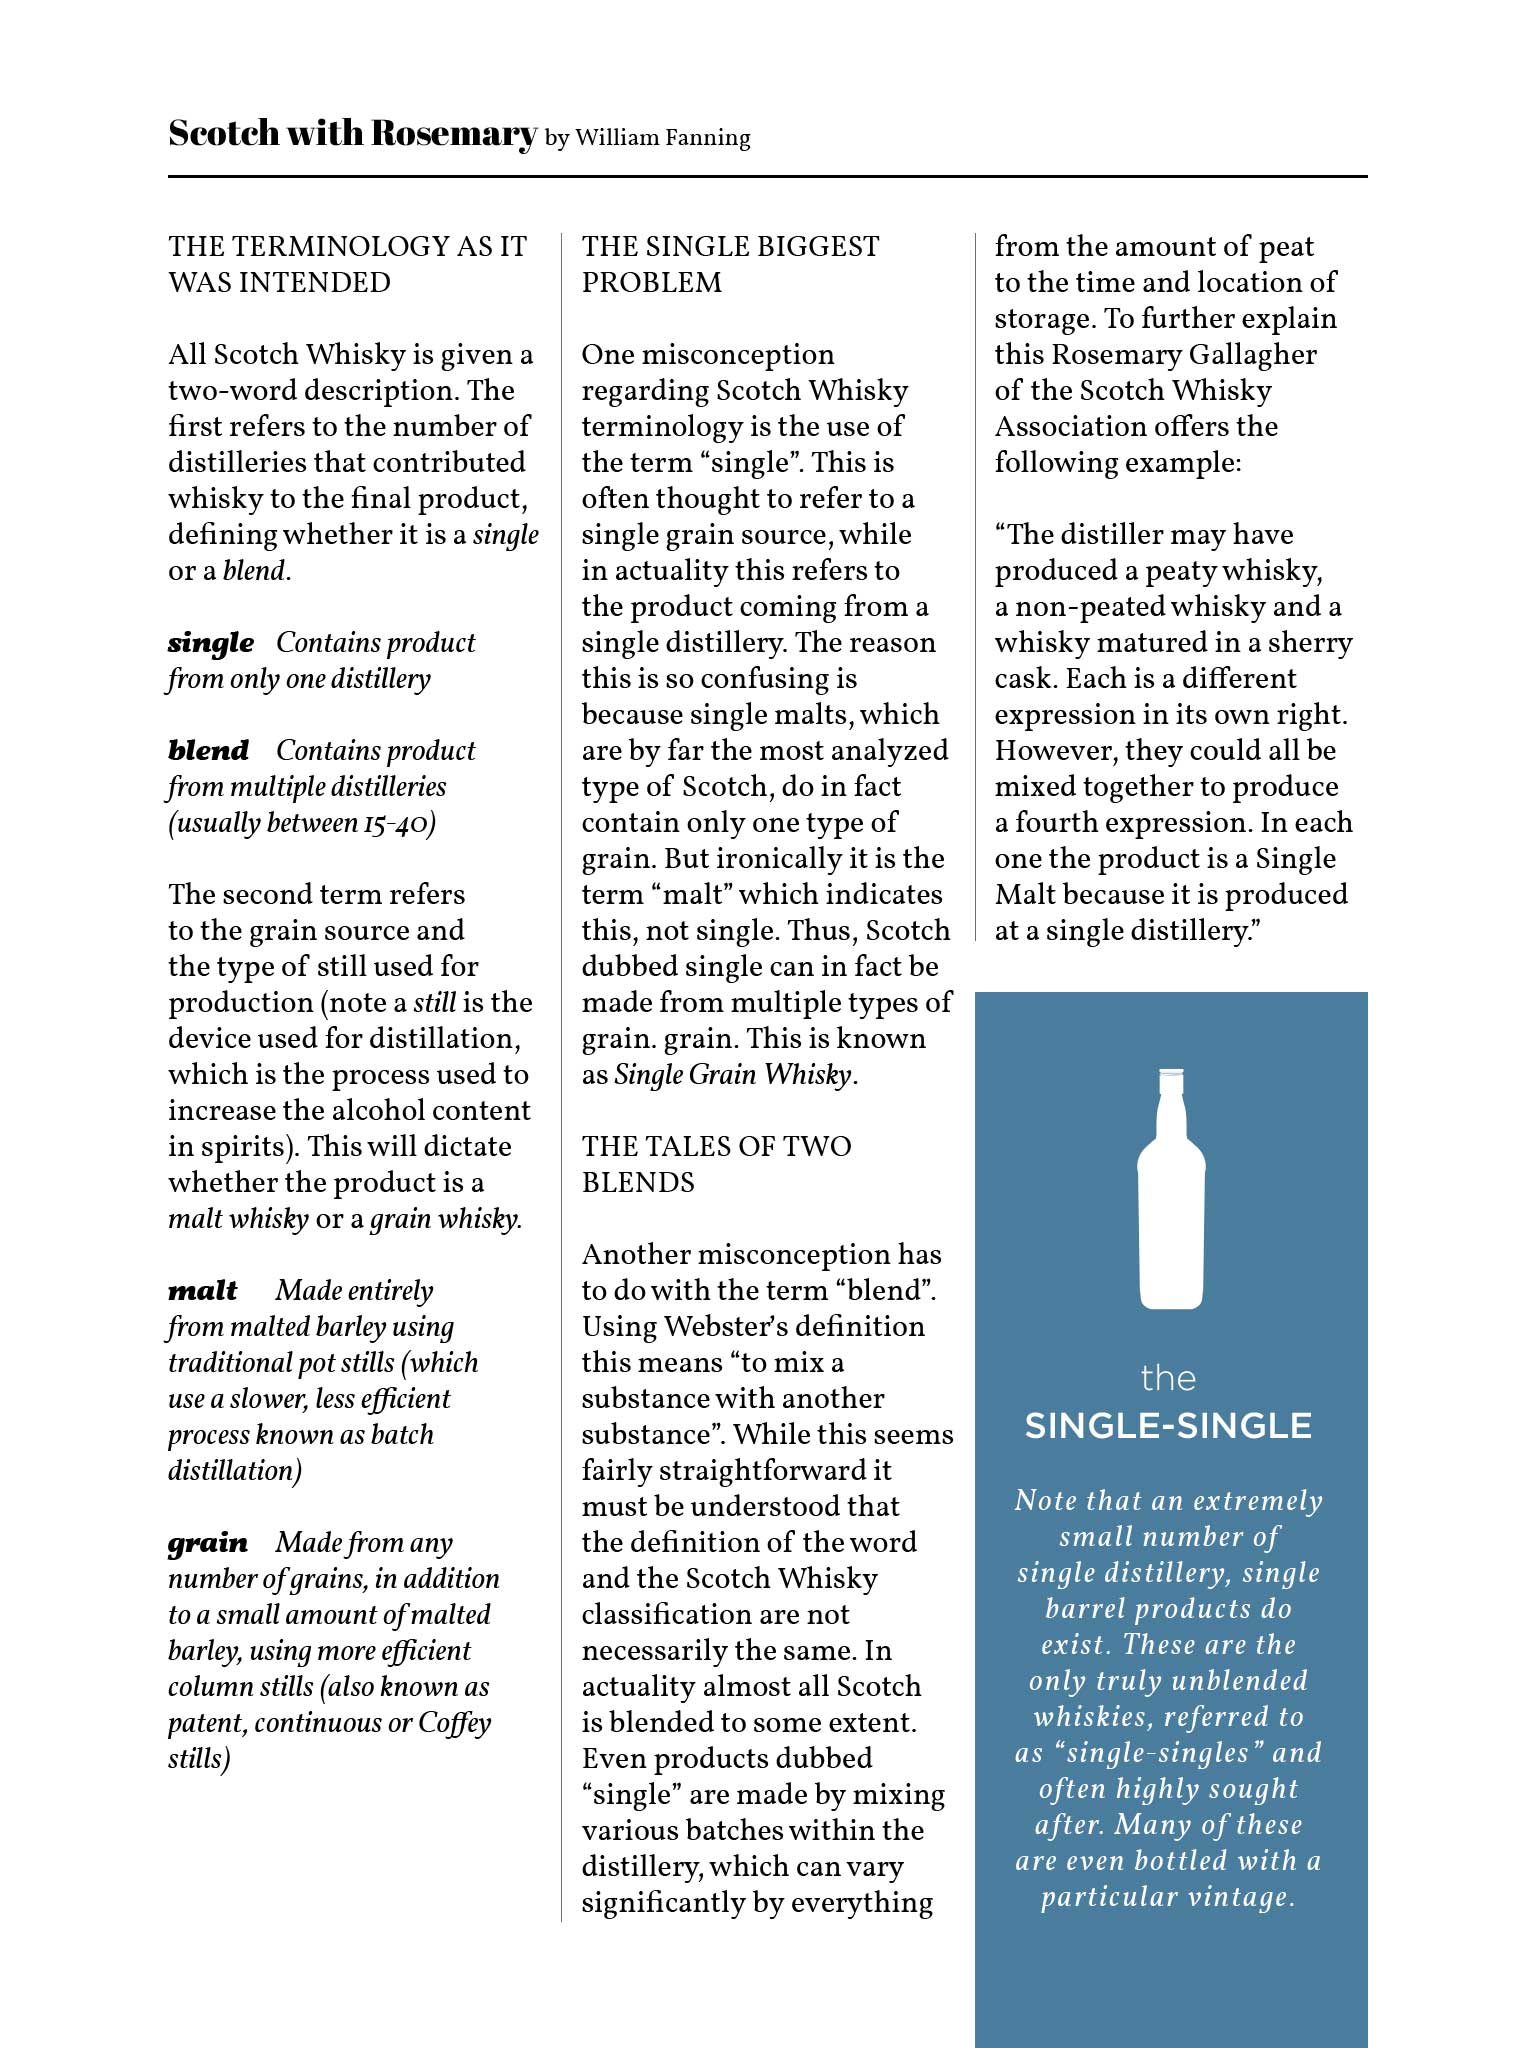 Scotch with Rosemary by William Fanning
THE TERMINOLOGY AS IT
WAS INTENDED
All Scotch Whisky is given a
two-word description. The
first refers to the number of
distilleries that contributed
whisky to the final product,
defining whether it is a single
or a blend.
single Contains product
from only one distillery
blend Contains product
from multiple distilleries
(usually between 15-40)
The second term refers
to the grain source and
the type of still used for
production (note a still is the
device used for distillation,
which is the process used to
increase the alcohol content
in spirits). This will dictate
whether the product is a
malt whisky or a grain whisky.
malt Made entirely
from malted barley using
traditional pot stills (which
use a slower, less efficient
process known as batch
distillation)
grain Made from any
number of grains, in addition
to a small amount of malted
barley, using more efficient
column stills (also known as
patent, continuous or Coffey
stills)
THE SINGLE BIGGEST
PROBLEM
One misconception
regarding Scotch Whisky
terminology is the use of
the term “single”. This is
often thought to refer to a
single grain source, while
in actuality this refers to
the product coming from a
single distillery. The reason
this is so confusing is
because single malts, which
are by far the most analyzed
type of Scotch, do in fact
contain only one type of
grain. But ironically it is the
term “malt” which indicates
this, not single. Thus, Scotch
dubbed single can in fact be
made from multiple types of
grain. grain. This is known
as Single Grain Whisky.
THE TALES OF TWO
BLENDS
Another misconception has
to do with the term “blend”.
Using Webster’s definition
this means “to mix a
substance with another
substance”. While this seems
fairly straightforward it
must be understood that
the definition of the word
and the Scotch Whisky
classification are not
necessarily the same. In
actuality almost all Scotch
is blended to some extent.
Even products dubbed
“single” are made by mixing
various batches within the
distillery, which can vary
significantly by everything
from the amount of peat
to the time and location of
storage. To further explain
this Rosemary Gallagher
of the Scotch Whisky
Association offers the
following example:
“The distiller may have
produced a peaty whisky,
a non-peated whisky and a
whisky matured in a sherry
cask. Each is a different
expression in its own right.
However, they could all be
mixed together to produce
a fourth expression. In each
one the product is a Single
Malt because it is produced
at a single distillery.”
the
SINGLE-SINGLE
Note that an extremely
small number of
single distillery, single
barrel products do
exist. These are the
only truly unblended
whiskies, referred to
as “single-singles” and
often highly sought
after. Many of these
are even bottled with a
particular vintage.